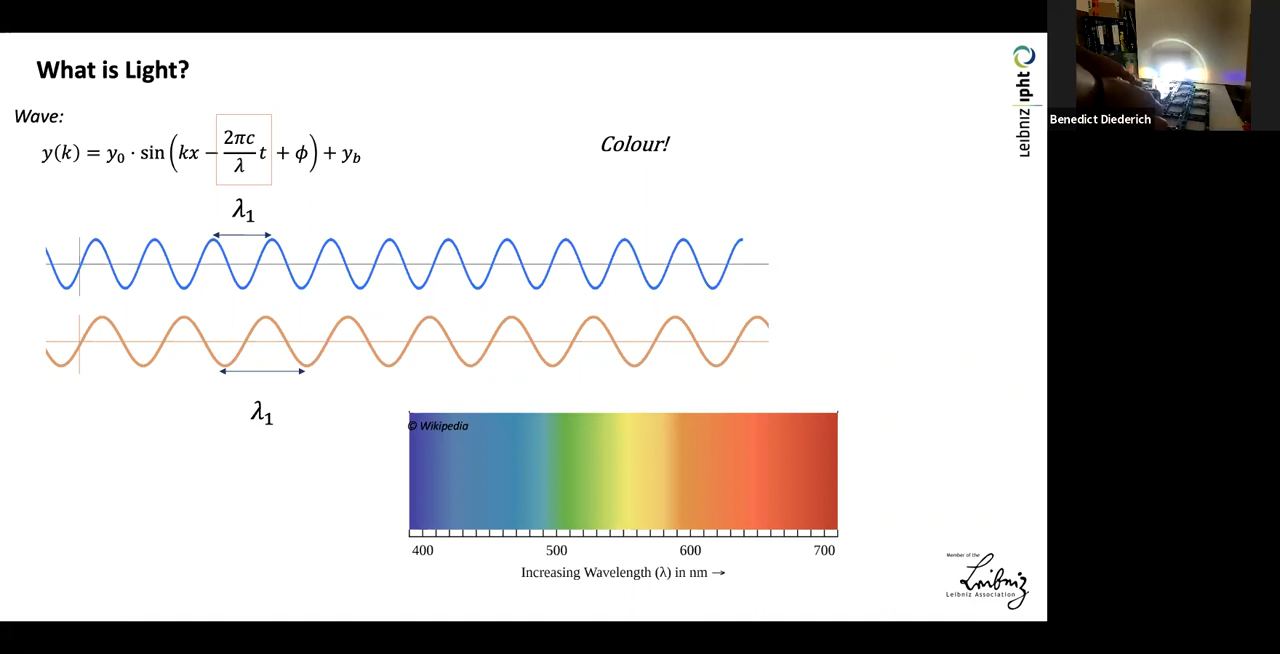 What is Light?
Wave:
y(k) = y₀ · sin(kx − 2πc/λ t + ϕ) + y_b
Colour!
λ₁
λ₁
© Wikipedia
400 500 600 700
Increasing Wavelength (λ) in nm →
Leibniz ipht
Member of the
Leibniz
Leibniz Association
Benedict Diederich